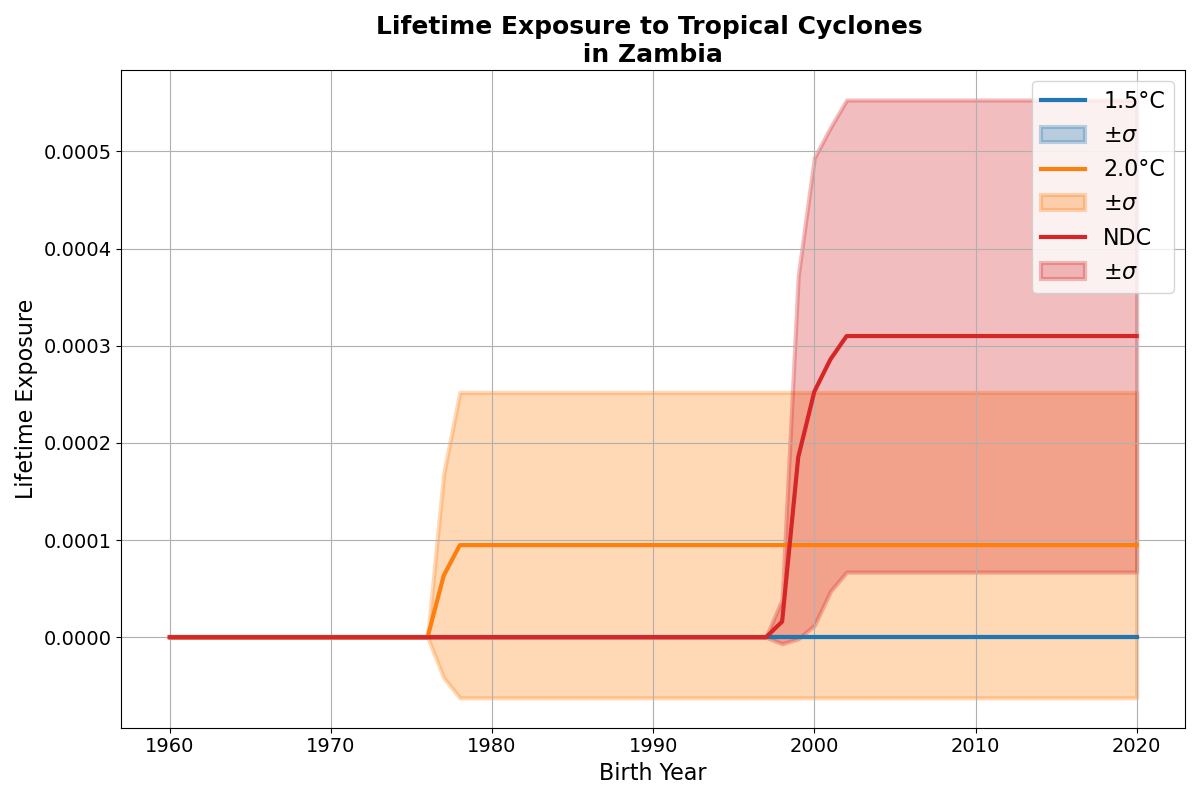 Lifetime Exposure to Tropical Cyclones
in Zambia
Lifetime Exposure
0.0005
0.0004
0.0003
0.0002
0.0001
0.0000
1960
1970
1980
1990
2000
2010
2020
Birth Year
1.5°C
±σ
2.0°C
±σ
NDC
±σ